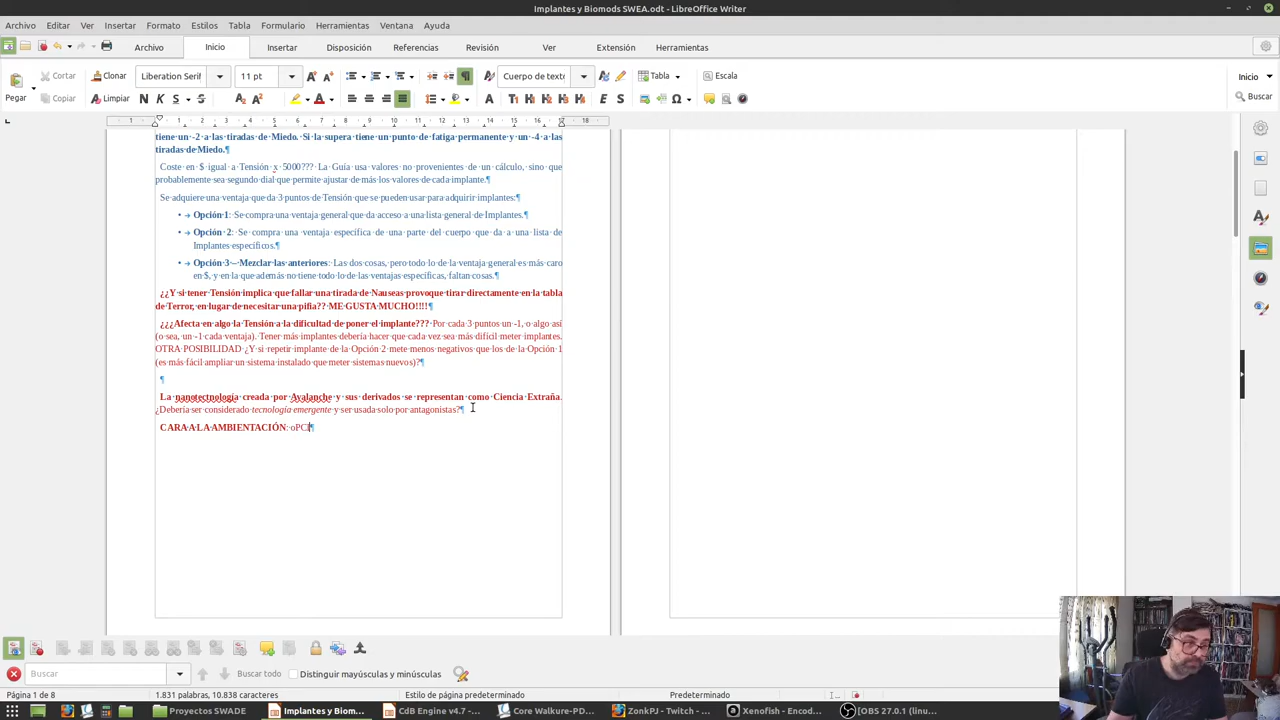 Implantes y Biomods SWEA.odt - LibreOffice Writer
Archivo Editar Ver Insertar Formato Estilos Tabla Formulario Herramientas Ventana Ayuda
Archivo Inicio Insertar Disposición Referencias Revisión Ver Extensión Herramientas
Cortar Clonar Liberation Serif 11 pt Cuerpo de texto Tabla Escala Inicio
Pegar Copiar Limpiar Buscar
tiene un -2 a las tiradas de Miedo. Si la supera tiene un punto de fatiga permanente y un -4 a las
tiradas de Miedo.¶
Coste en $ igual a Tensión x 5000??? La Guía usa valores no provenientes de un cálculo, sino que
probablemente sea segundo dial que permite ajustar de más los valores de cada implante.¶
Se adquiere una ventaja que da 3 puntos de Tensión que se pueden usar para adquirir implantes:¶
• → Opción 1: Se compra una ventaja general que da acceso a una lista general de Implantes.¶
• → Opción 2: Se compra una ventaja específica de una parte del cuerpo que da a una lista de
Implantes específicos.¶
• → Opción 3 – Mezclar las anteriores: Las dos cosas, pero todo lo de la ventaja general es más caro
en $, y en la que además no tiene todo lo de las ventajas específicas, faltan cosas.¶
¿¿Y si tener Tensión implica que fallar una tirada de Nauseas provoque tirar directamente en la tabla
de Terror, en lugar de necesitar una pifia?? ME GUSTA MUCHO!!!!¶
¿¿¿Afecta en algo la Tensión a la dificultad de poner el implante??? Por cada 3 puntos un -1, o algo así
(o sea, un -1 cada ventaja). Tener más implantes debería hacer que cada vez sea más difícil meter implantes.
OTRA POSIBILIDAD ¿Y si repetir implante de la Opción 2 mete menos negativos que los de la Opción 1
(es más fácil ampliar un sistema instalado que meter sistemas nuevos)?¶
¶
La nanotectnología creada por Avalanche y sus derivados se representan como Ciencia Extraña.
¿Debería ser considerado tecnología emergente y ser usada solo por antagonistas?¶
CARA A LA AMBIENTACIÓN: oPCI¶
Buscar Buscar todo Distinguir mayúsculas y minúsculas
Página 1 de 8 1.831 palabras, 10.838 caracteres Estilo de página predeterminado Predeterminado
Proyectos SWADE Implantes y Biom... CdB Engine v4.7 -... Core Walkure-PD... ZonkPJ - Twitch -... Xenofish - Encod... [OBS 27.0.1 (linu...